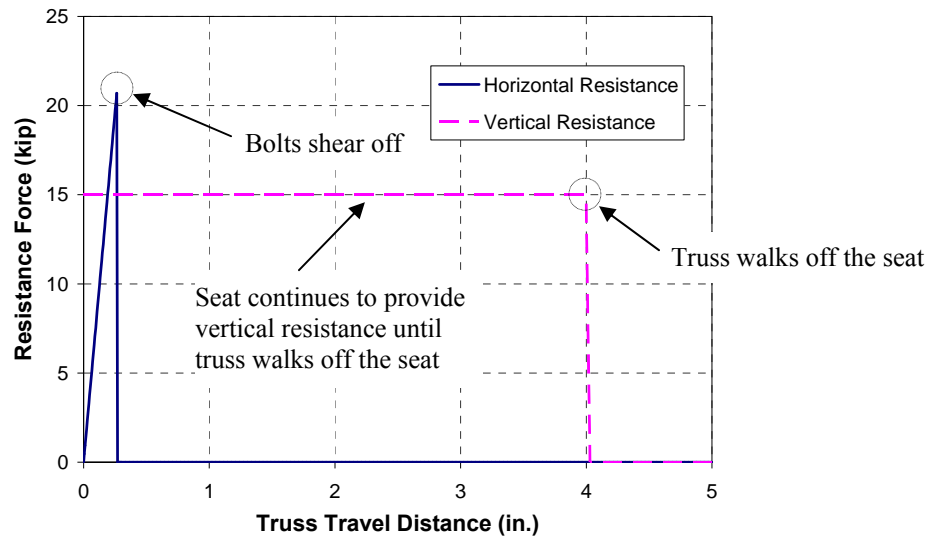 25
20
15
10
5
0
Resistance Force (kip)
Horizontal Resistance
Vertical Resistance
Bolts shear off
Truss walks off the seat
Seat continues to provide
vertical resistance until
truss walks off the seat
0 1 2 3 4 5
Truss Travel Distance (in.)